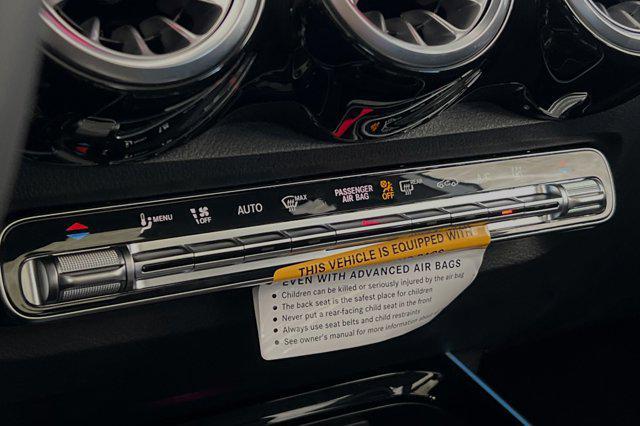 MENU
OFF
AUTO
MAX
PASSENGER
AIR BAG
OFF
REAR
A/C
THIS VEHICLE IS EQUIPPED WITH
BAGS
EVEN WITH ADVANCED AIR BAGS
• Children can be killed or seriously injured by the air bag
• The back seat is the safest place for children
• Never put a rear-facing child seat in the front
• Always use seat belts and child restraints
• See owner's manual for more information about